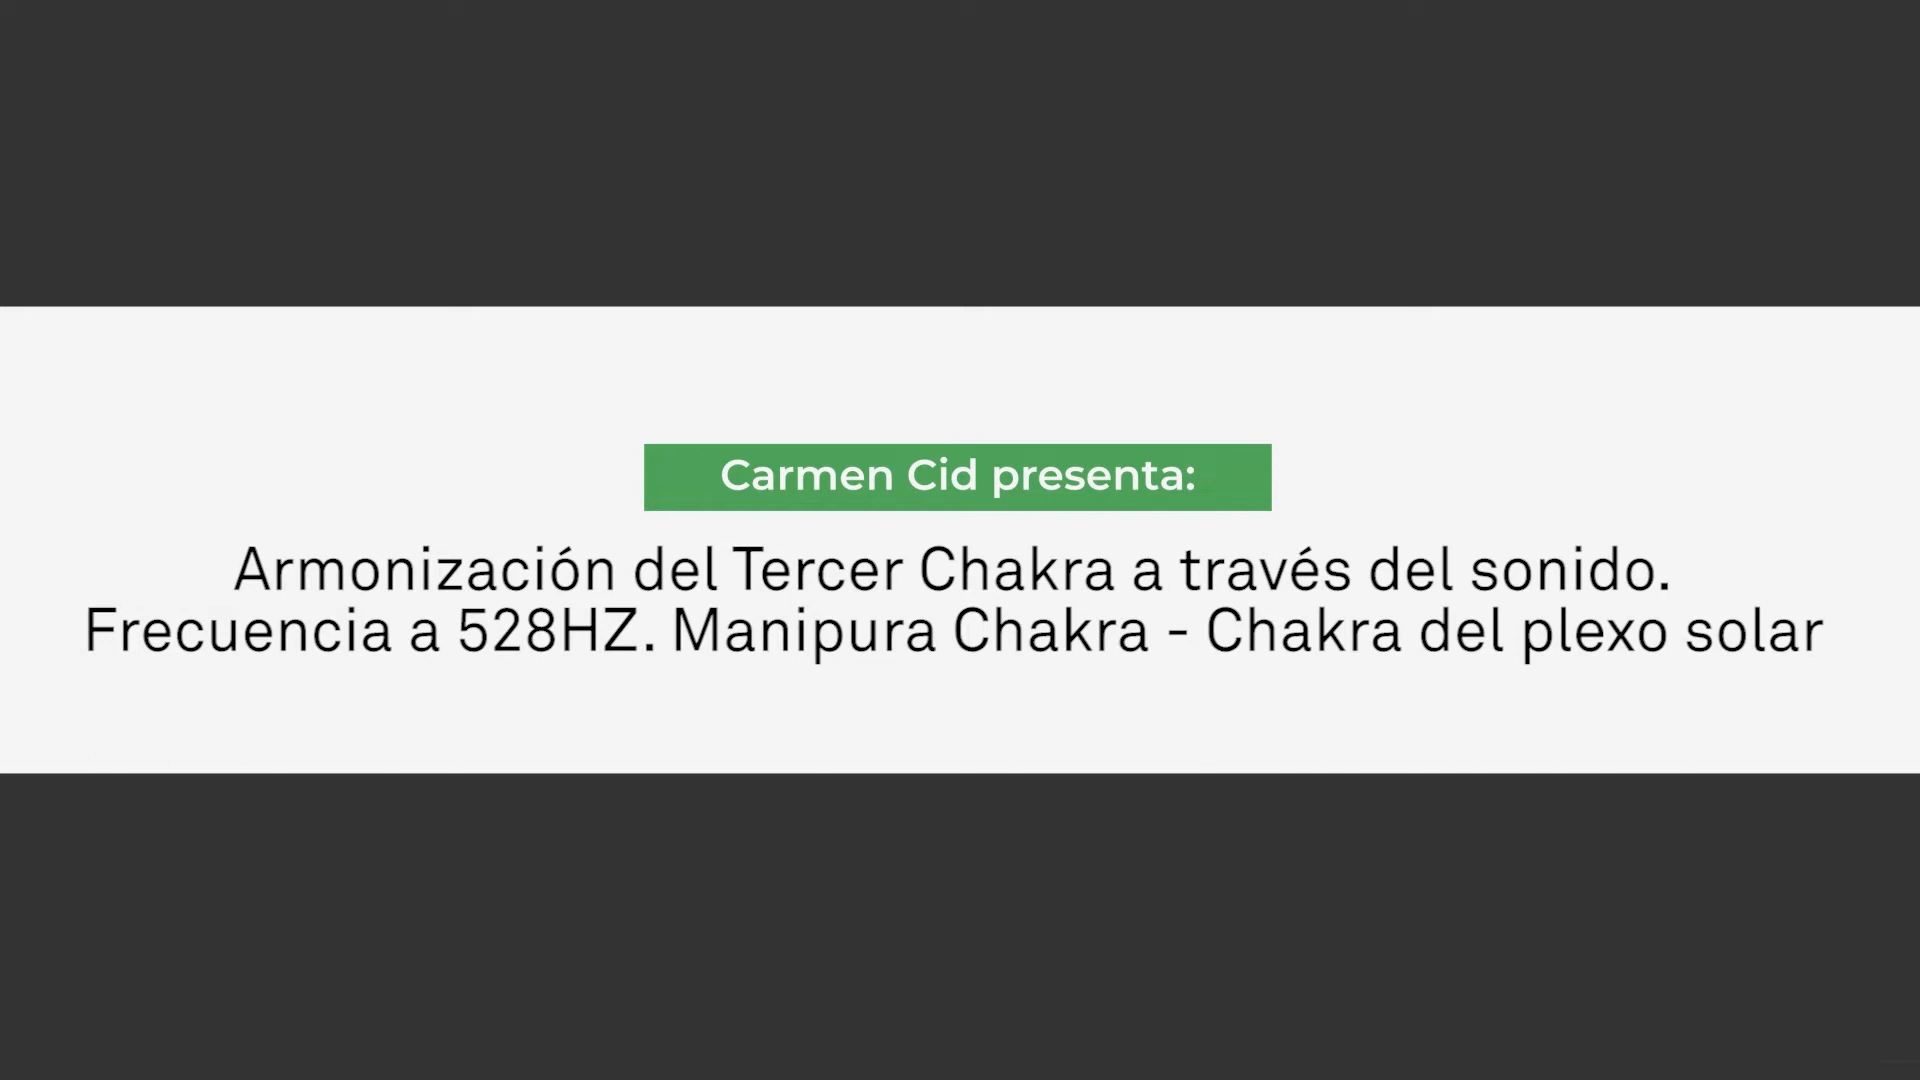 Carmen Cid presenta:
Armonización del Tercer Chakra a través del sonido.
Frecuencia a 528HZ. Manipura Chakra - Chakra del plexo solar